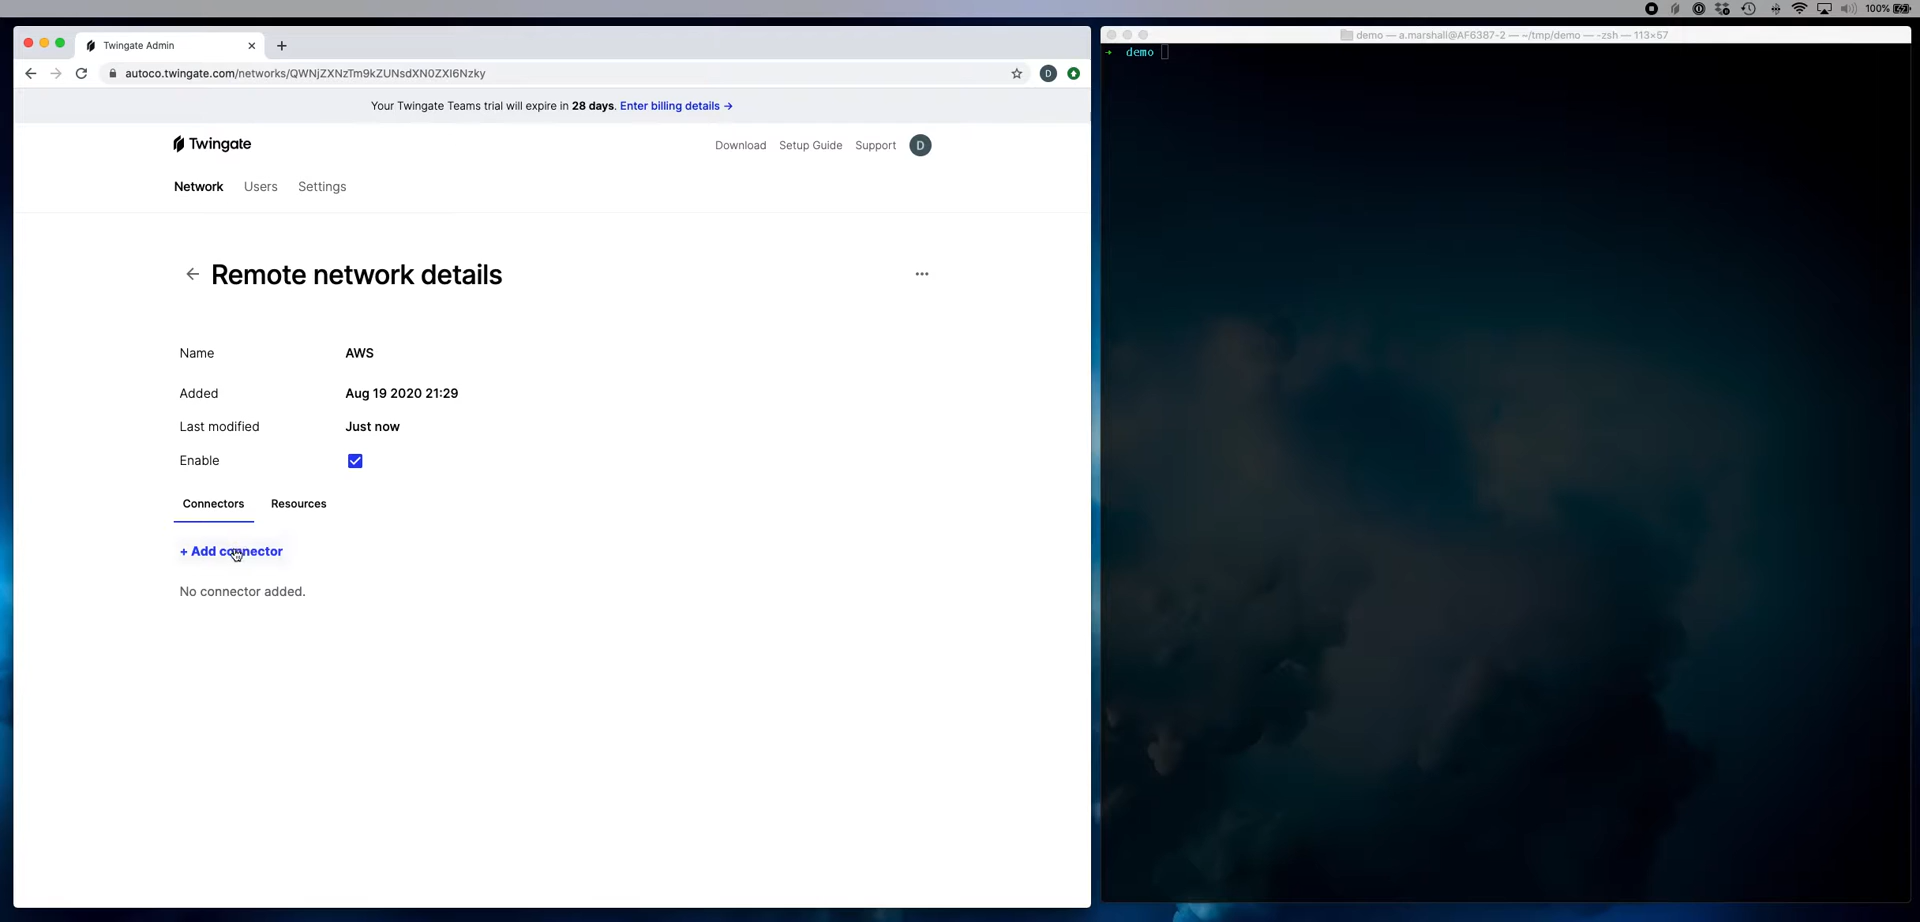 100%
Twingate Admin
demo — a.marshall@AF6387-2 — ~/tmp/demo — -zsh — 113×57
→ demo
autoco.twingate.com/networks/QWNjZXNzTm9kZUNsdXN0ZXI6Nzky
D
Your Twingate Teams trial will expire in 28 days. Enter billing details →
Twingate
Download Setup Guide Support D
Network Users Settings
← Remote network details
Name AWS
Added Aug 19 2020 21:29
Last modified Just now
Enable
Connectors Resources
+ Add connector
No connector added.